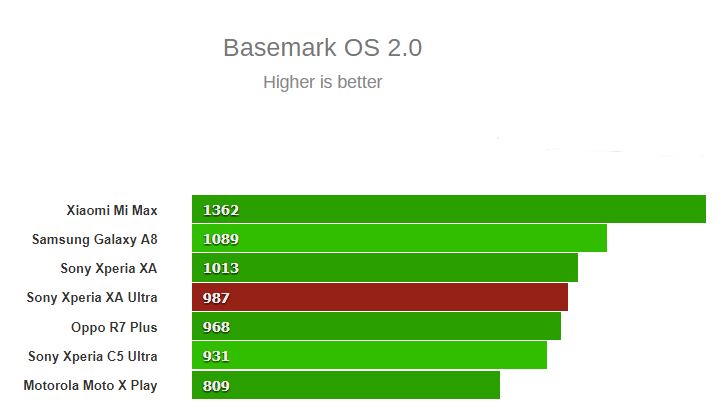 Basemark OS 2.0
Higher is better
Xiaomi Mi Max 1362
Samsung Galaxy A8 1089
Sony Xperia XA 1013
Sony Xperia XA Ultra 987
Oppo R7 Plus 968
Sony Xperia C5 Ultra 931
Motorola Moto X Play 809